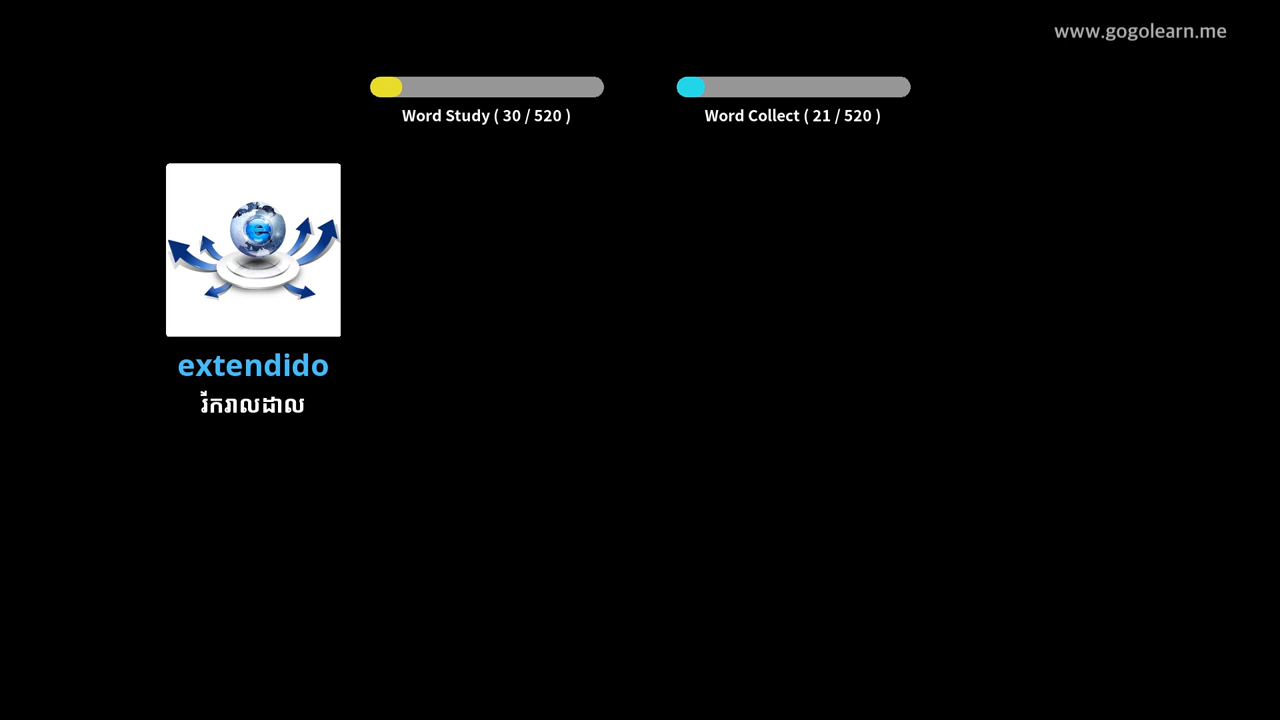 www.gogolearn.me
Word Study ( 30 / 520 )
Word Collect ( 21 / 520 )
e
extendido
រីករាលដាល